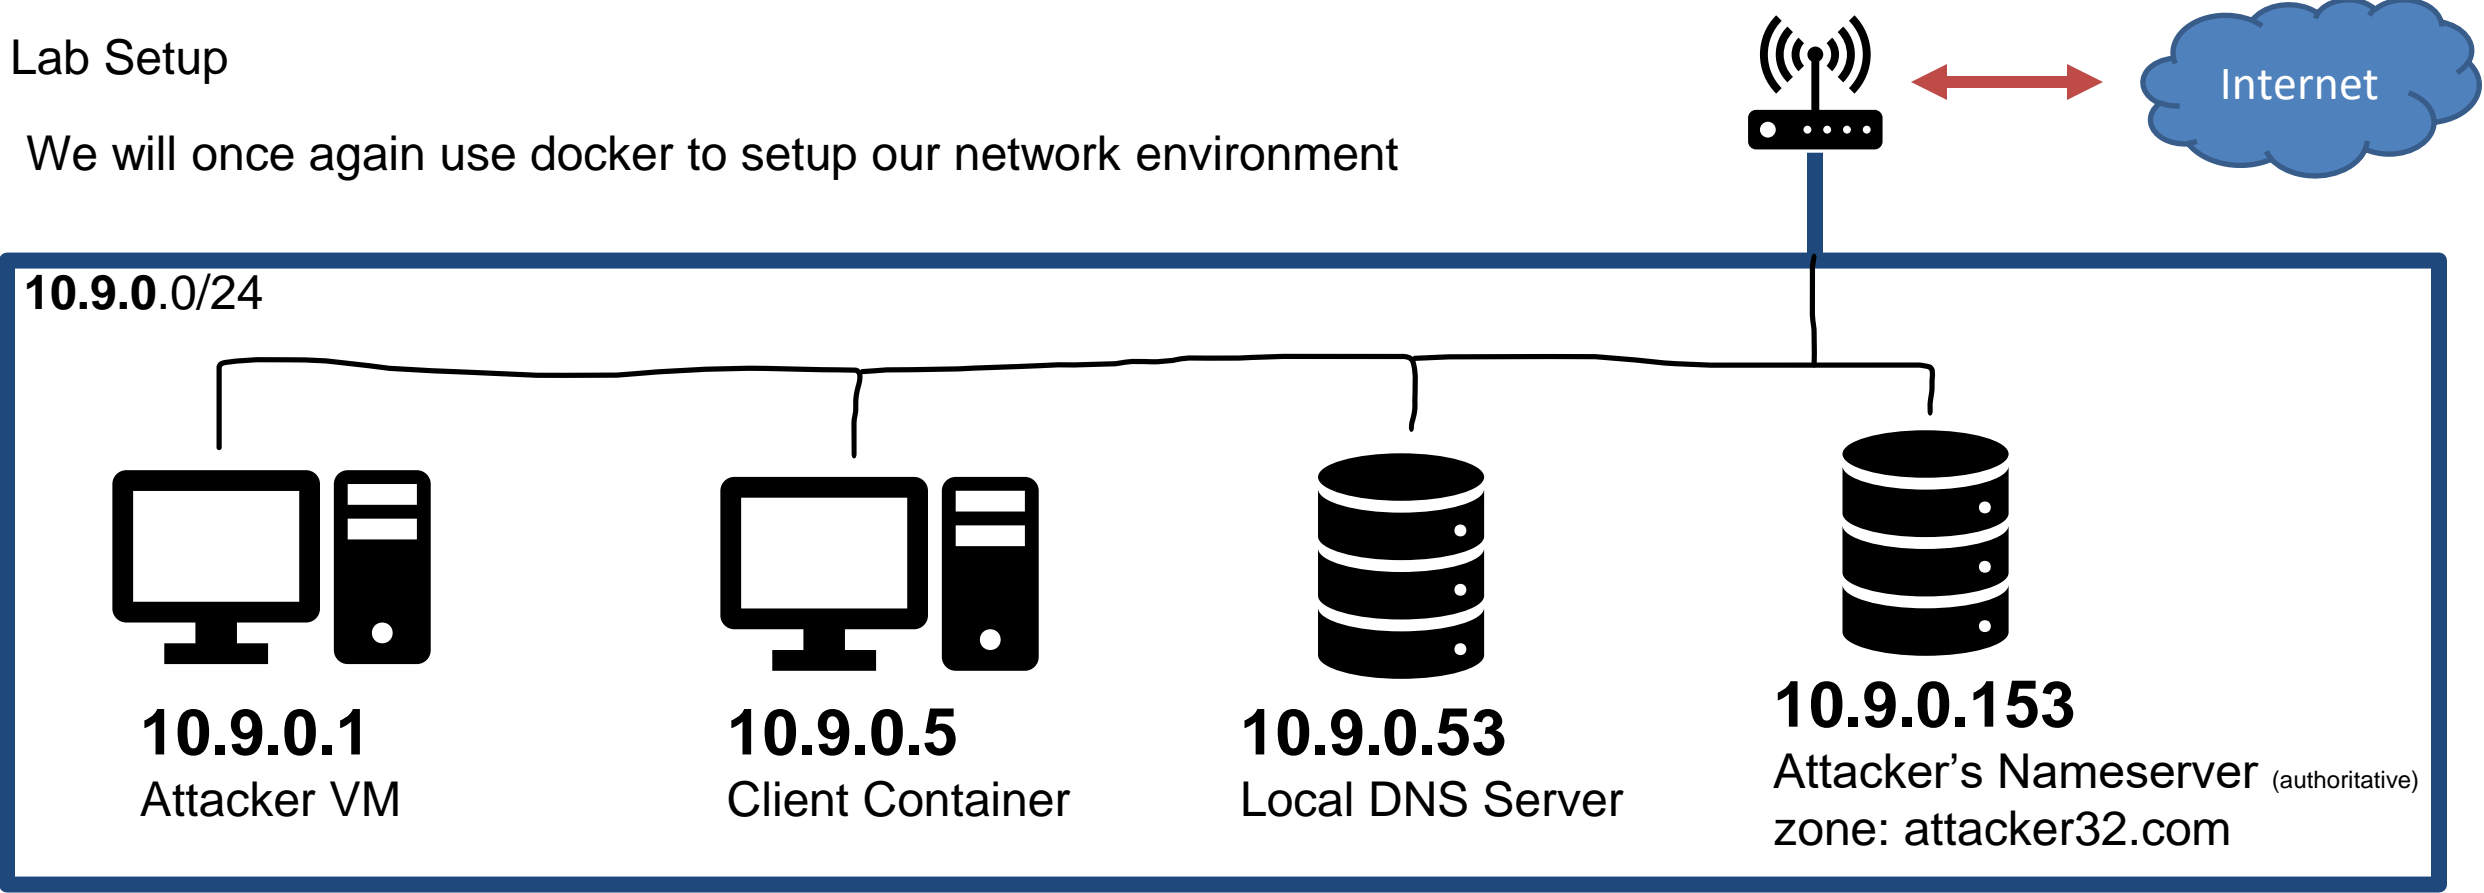 Lab Setup
Internet
We will once again use docker to setup our network environment
10.9.0.0/24
10.9.0.1
Attacker VM
10.9.0.5
Client Container
10.9.0.53
Local DNS Server
10.9.0.153
Attacker’s Nameserver (authoritative)
zone: attacker32.com